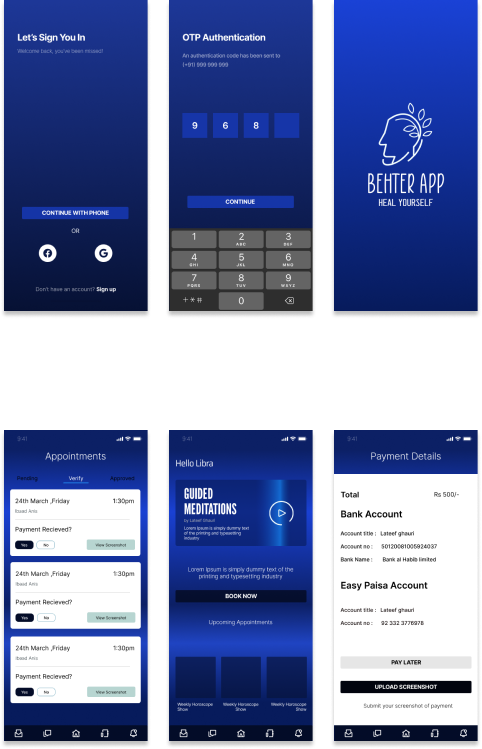 Let's Sign You In
Welcome back, you've been missed!
CONTINUE WITH PHONE
OR
Don't have an account? Sign up
OTP Authentication
An authentication code has been sent to
(+91) 999 999 999
9 6 8
CONTINUE
1 2 3
ABC DEF
4 5 6
GHI JKL MNO
7 8 9
PQRS TUV WXYZ
+ * # 0
BEHTER APP
HEAL YOURSELF
3:41
Appointments
Pending Verify Approved
24th March ,Friday 1:30pm
Ibaad Anis
Payment Recieved?
Yes No View Screenshot
24th March ,Friday 1:30pm
Ibaad Anis
Payment Recieved?
Yes No View Screenshot
24th March ,Friday 1:30pm
Ibaad Anis
Payment Recieved?
Yes No View Screenshot
3:41
Hello Libra
GUIDED
MEDITATIONS
by Lateef Ghauri
Lorem Ipsum is simply dummy text
of the printing and typesetting
industry
Lorem Ipsum is simply dummy text of the
printing and typesetting industry
BOOK NOW
Upcoming Appointments
Weekly Horoscope Weekly Horoscope Weekly Horoscope
Show Show Show
3:41
Payment Details
Total Rs 500/-
Bank Account
Account title : Lateef ghauri
Account no : 50120081005924037
Bank Name : Bank al Habib limited
Easy Paisa Account
Account title : Lateef ghauri
Account no : 92 332 3776978
PAY LATER
UPLOAD SCREENSHOT
Submit your screenshot of payment